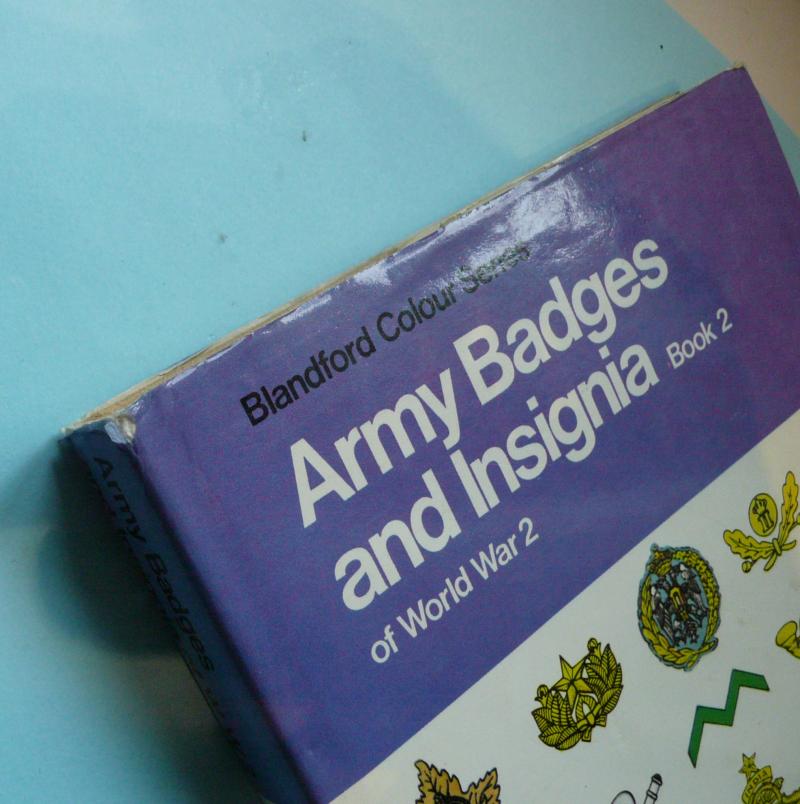 Blandford Colour Series
Army Badges
and Insignia Book 2
of World War 2
Army Badges